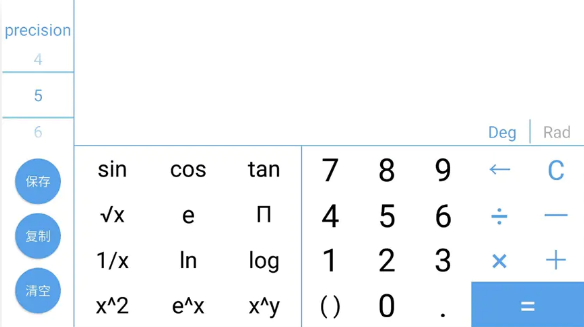 precision
4
5
6
Deg Rad
保存
复制
清空
sin cos tan 7 8 9 ← C
√x e Π 4 5 6 ÷ —
1/x ln log 1 2 3 × +
x^2 e^x x^y ( ) 0 . =